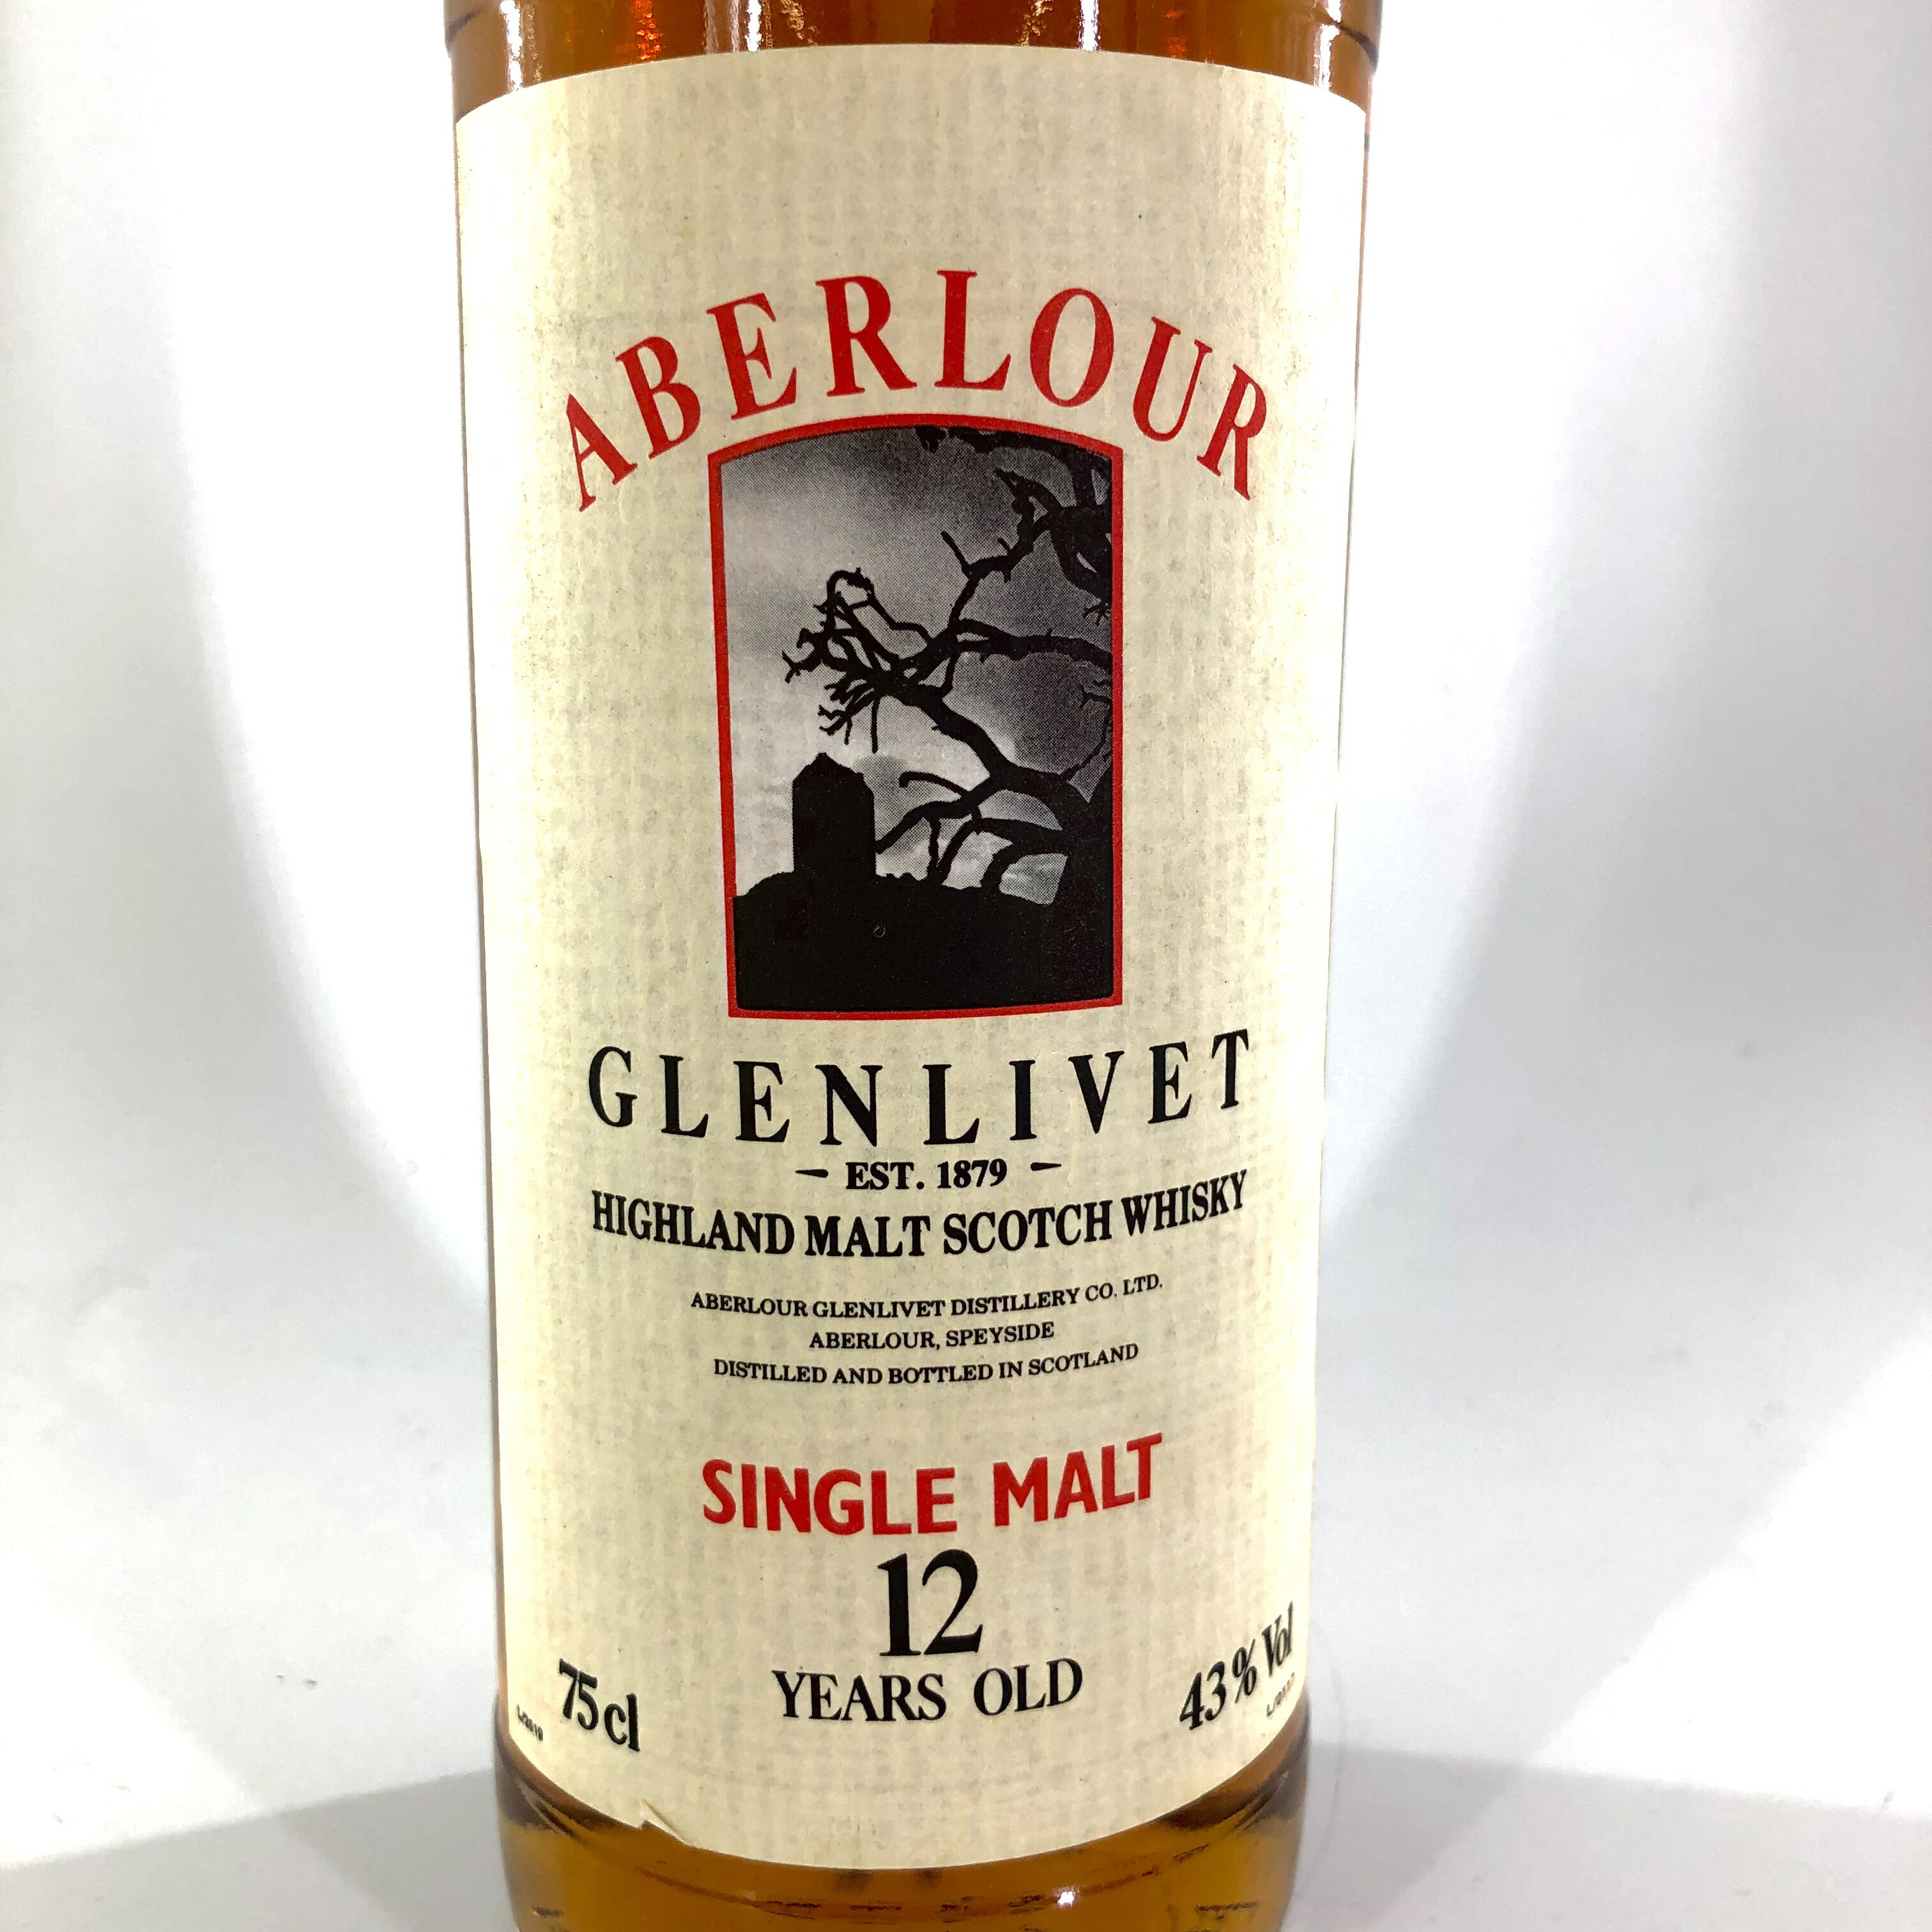 ABERLOUR
GLENLIVET
– EST. 1879 –
HIGHLAND MALT SCOTCH WHISKY
ABERLOUR GLENLIVET DISTILLERY CO. LTD.
ABERLOUR, SPEYSIDE
DISTILLED AND BOTTLED IN SCOTLAND
SINGLE MALT
12
YEARS OLD
75cl
43% Vol